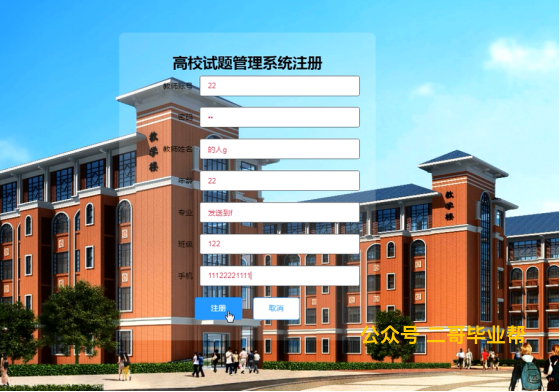 高校试题管理系统注册
教师账号 22
密码 ••
教师姓名 的人g
年龄 22
专业 发送到f
班级 122
手机 11122221111
注册 取消
教学楼
教学楼
公众号 二哥毕业帮